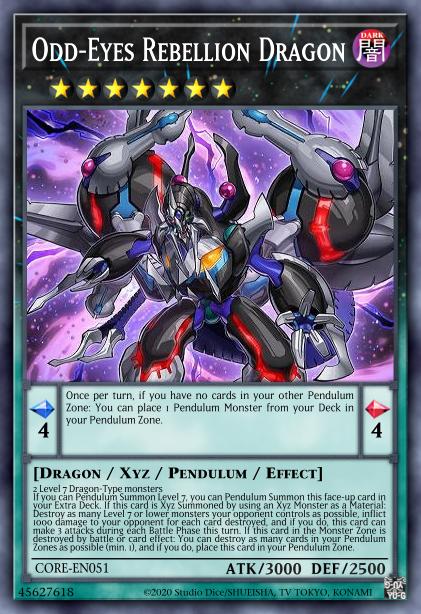 ODD-EYES REBELLION DRAGON
DARK
闇
Once per turn, if you have no cards in your other Pendulum
Zone: You can place 1 Pendulum Monster from your Deck in
your Pendulum Zone.
4
4
[DRAGON / XYZ / PENDULUM / EFFECT]
2 Level 7 Dragon-Type monsters
If you can Pendulum Summon Level 7, you can Pendulum Summon this face-up card in
your Extra Deck. If this card is Xyz Summoned by using an Xyz Monster as a Material:
Destroy as many Level 7 or lower monsters your opponent controls as possible, inflict
1000 damage to your opponent for each card destroyed, and if you do, this card can
make 3 attacks during each Battle Phase this turn. If this card in the Monster Zone is
destroyed by battle or card effect: You can destroy as many cards in your Pendulum
Zones as possible (min. 1), and if you do, place this card in your Pendulum Zone.
CORE-EN051
ATK/3000 DEF/2500
45627618
©2020 Studio Dice/SHUEISHA, TV TOKYO, KONAMI